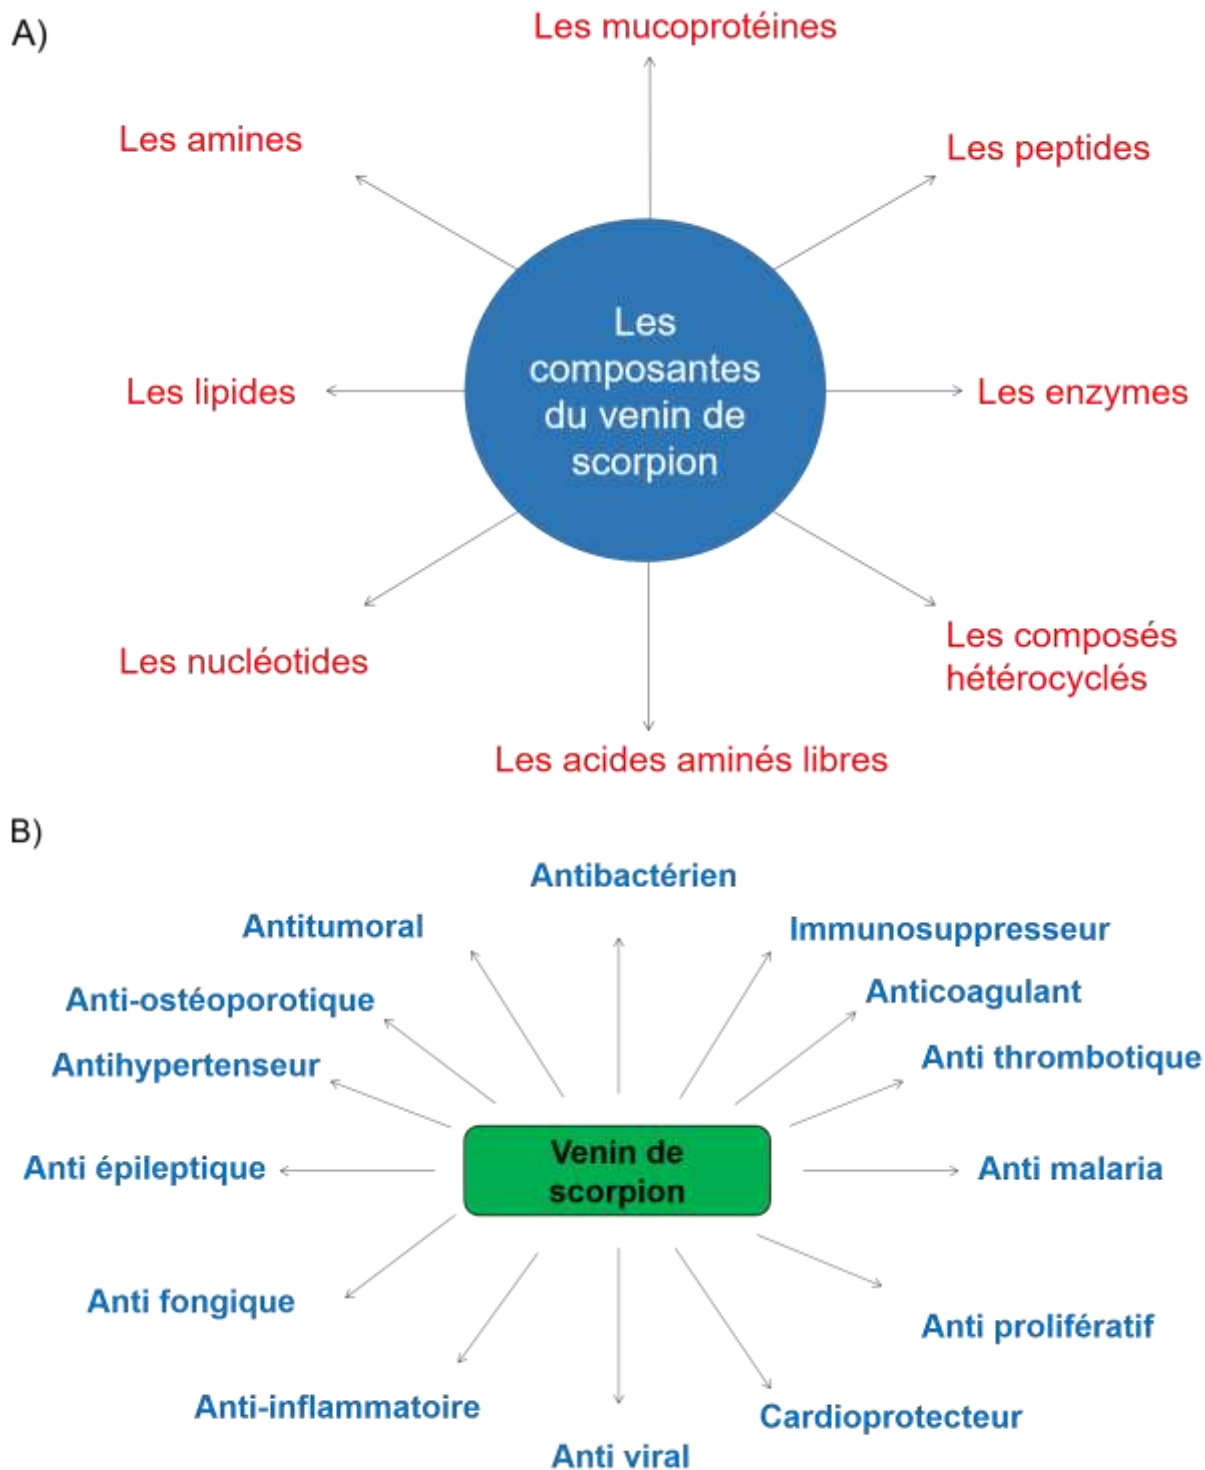 A)
Les mucoprotéines
Les amines
Les peptides
Les
composantes
du venin de
scorpion
Les lipides
Les enzymes
Les nucléotides
Les composés
hétérocyclés
Les acides aminés libres
B)
Antibactérien
Antitumoral
Immunosuppresseur
Anti-ostéoporotique
Anticoagulant
Antihypertenseur
Anti thrombotique
Venin de
scorpion
Anti épileptique
Anti malaria
Anti fongique
Anti prolifératif
Anti-inflammatoire
Cardioprotecteur
Anti viral